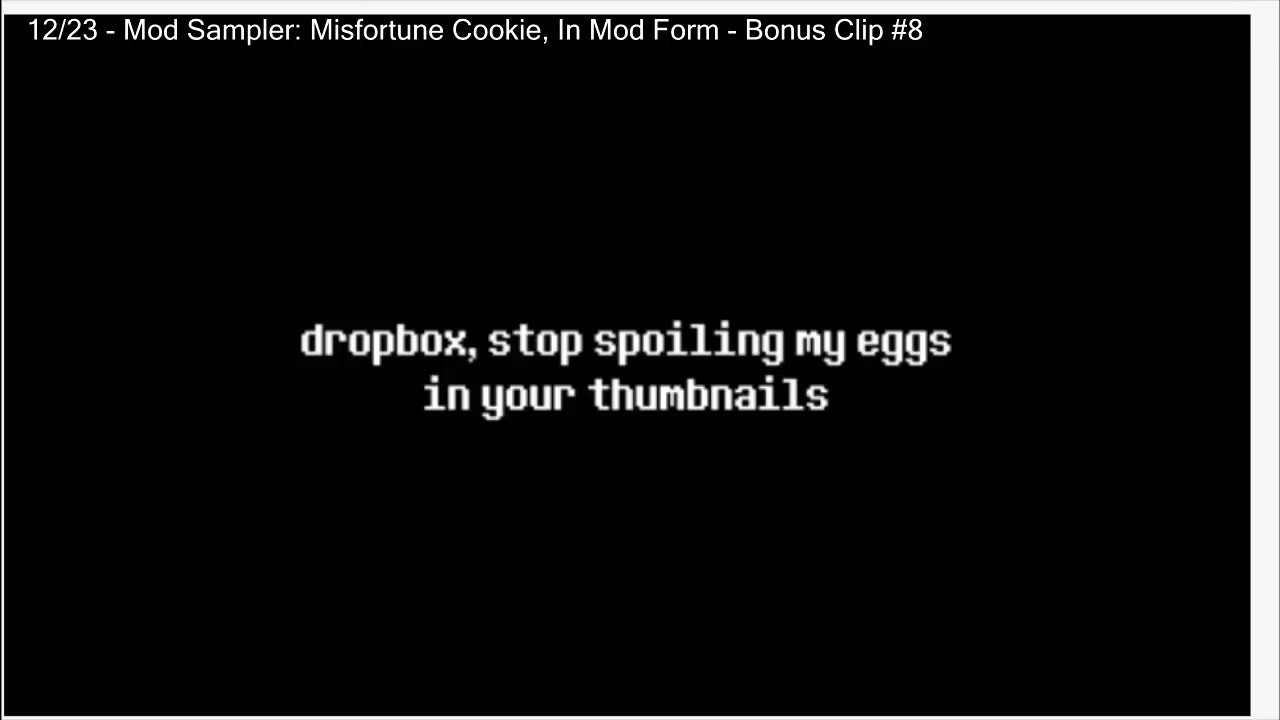 12/23 - Mod Sampler: Misfortune Cookie, In Mod Form - Bonus Clip #8
dropbox, stop spoiling my eggs
in your thumbnails